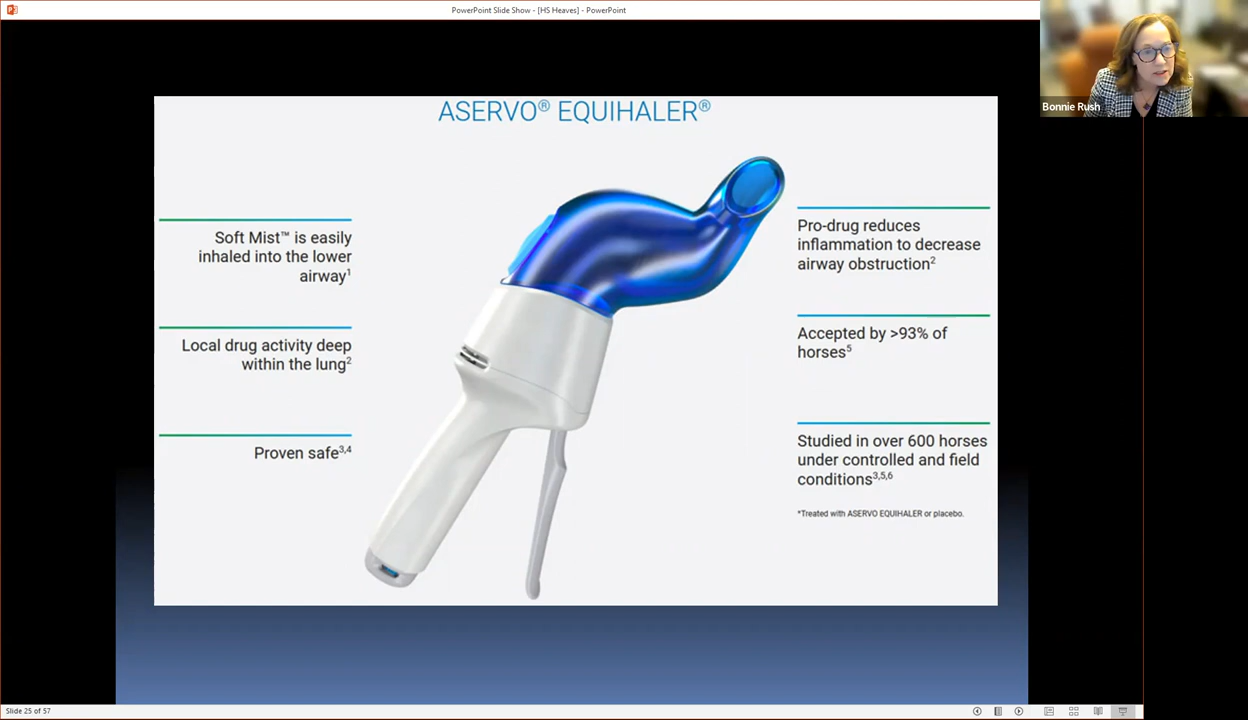 PowerPoint Slide Show - [HS Heaves] - PowerPoint
Bonnie Rush
ASERVO® EQUIHALER®
Soft Mist™ is easily
inhaled into the lower
airway¹
Local drug activity deep
within the lung²
Proven safe³,⁴
Pro-drug reduces
inflammation to decrease
airway obstruction²
Accepted by >93% of
horses⁵
Studied in over 600 horses
under controlled and field
conditions³,⁵,⁶
*Treated with ASERVO EQUIHALER or placebo.
Slide 25 of 57